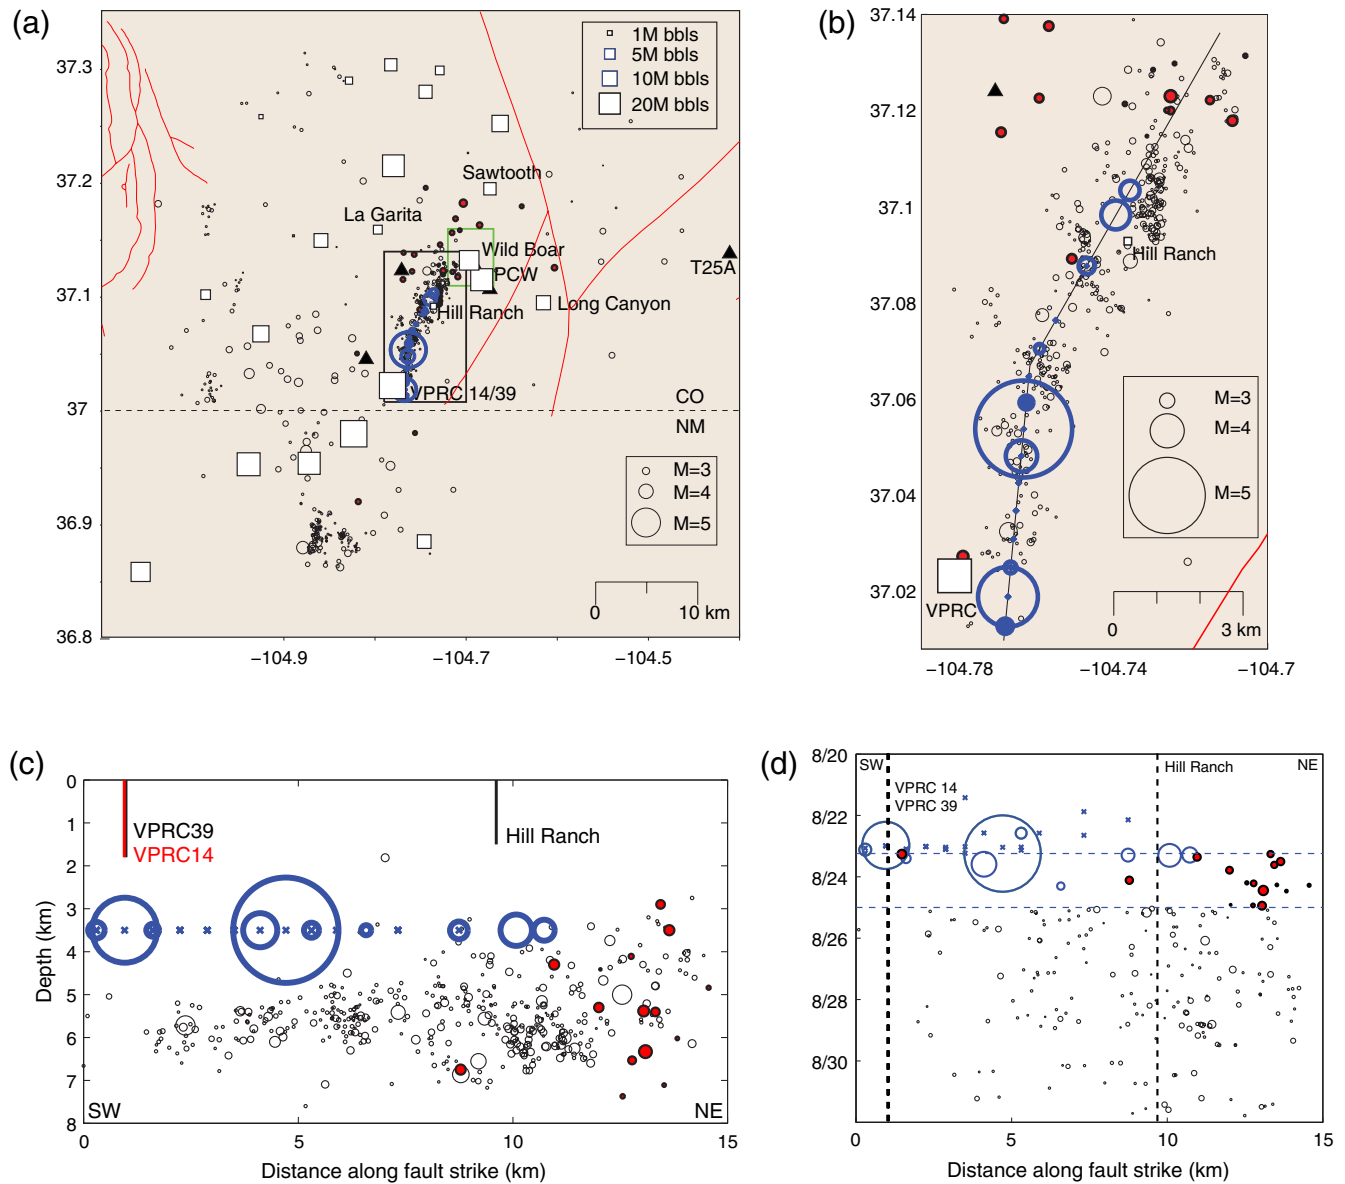 (a)
37.3
37.2
37.1
37
36.9
36.8
−104.9
−104.7
−104.5
1M bbls
5M bbls
10M bbls
20M bbls
Sawtooth
La Garita
Wild Boar
PCW
T25A
Long Canyon
Hill Ranch
VPRC 14/39
CO
NM
M=3
M=4
M=5
0
10 km
(b)
37.14
37.12
37.1
37.08
37.06
37.04
37.02
−104.78
−104.74
−104.7
Hill Ranch
M=3
M=4
M=5
VPRC
0
3 km
(c)
0
1
2
3
4
5
6
7
8
Depth (km)
VPRC39
VPRC14
Hill Ranch
SW
NE
0
5
10
15
Distance along fault strike (km)
(d)
8/20
8/22
8/24
8/26
8/28
8/30
SW
VPRC 14
VPRC 39
Hill Ranch
NE
0
5
10
15
Distance along fault strike (km)